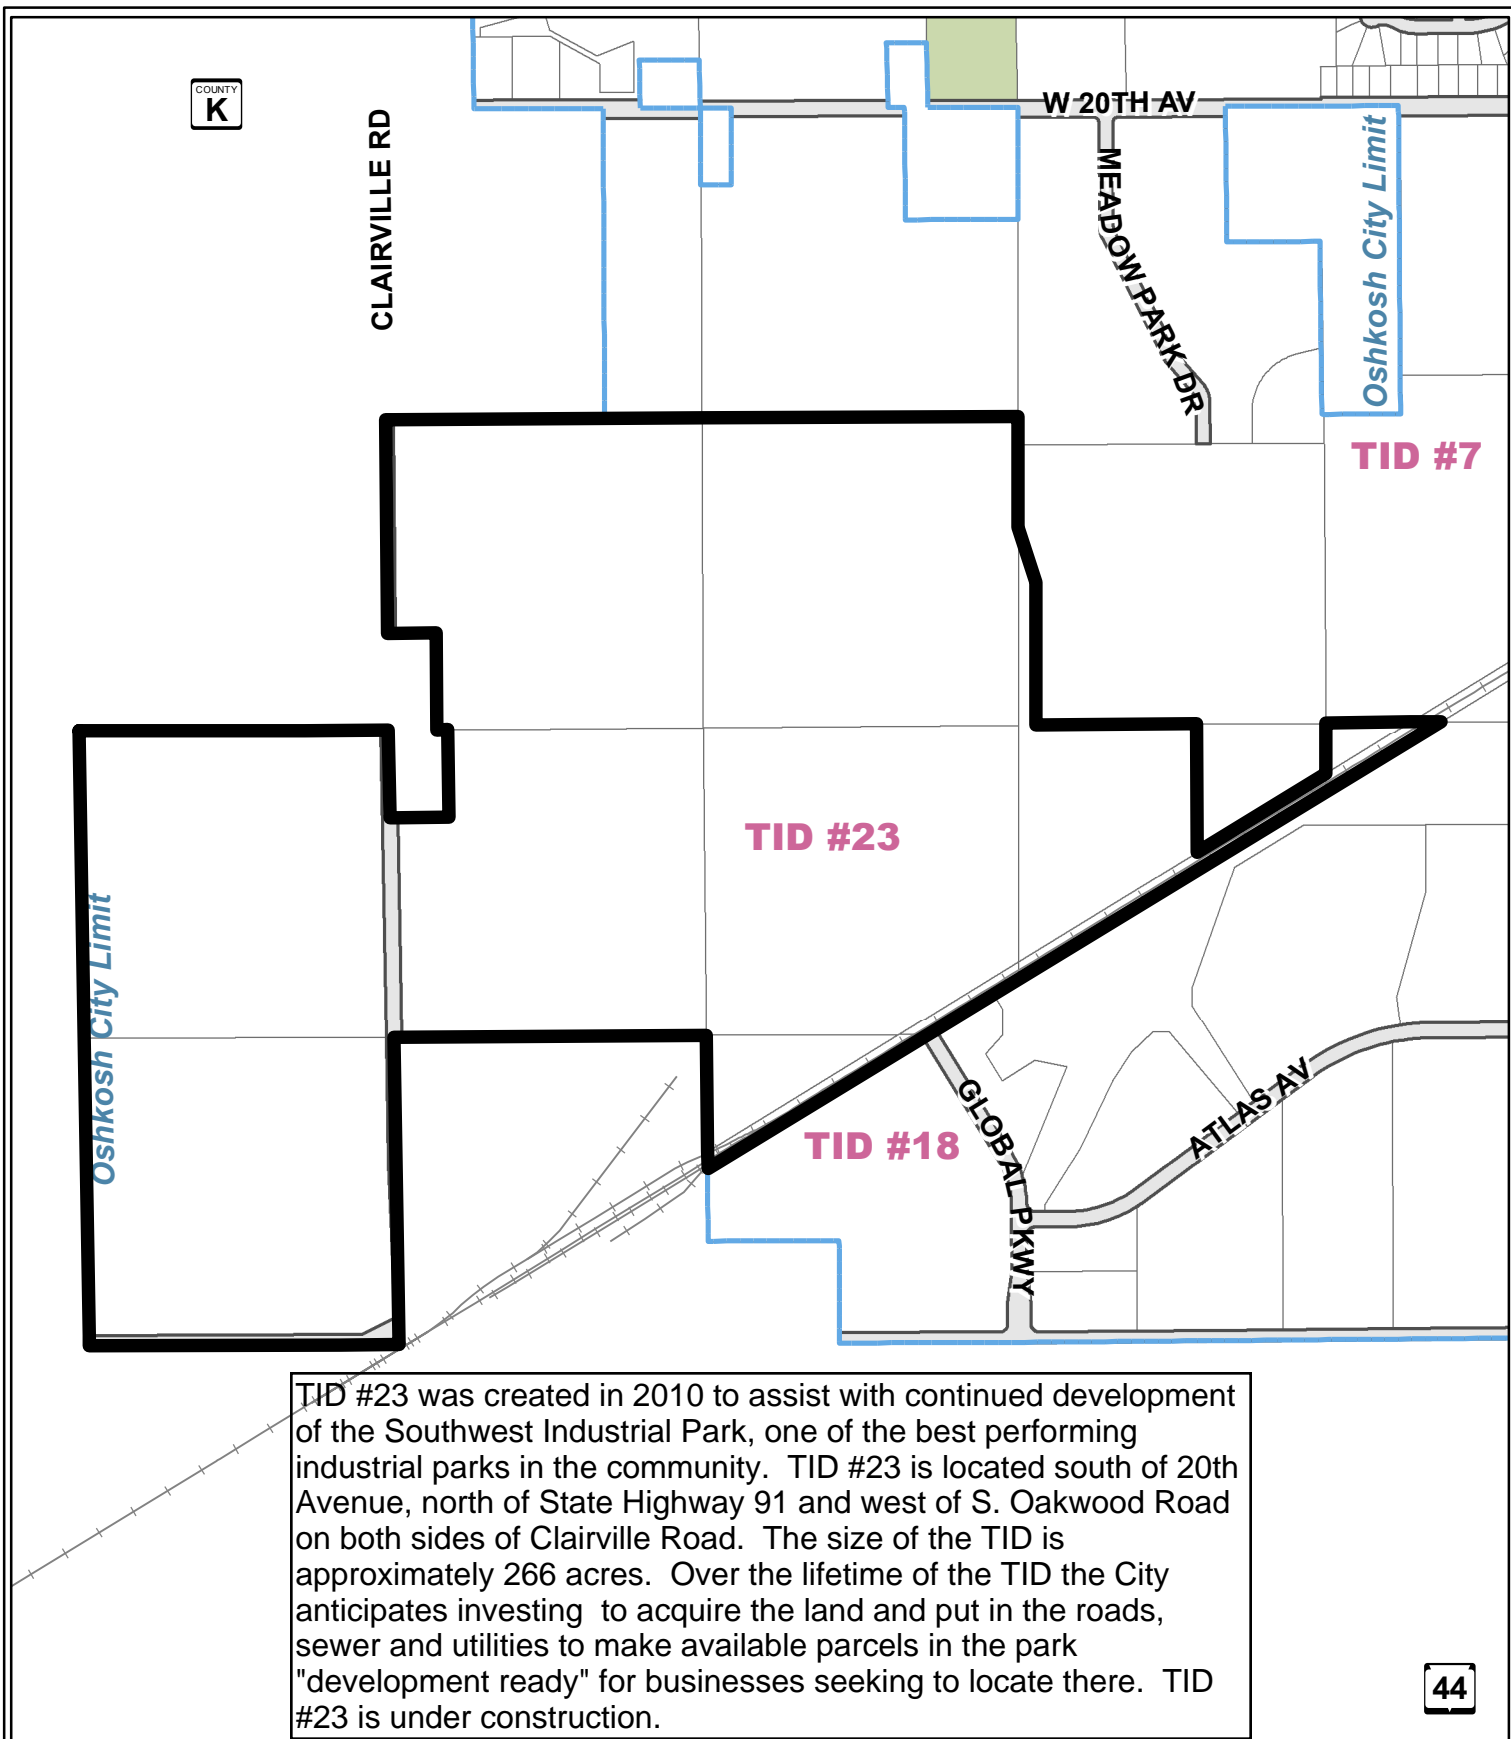 COUNTY
K
CLAIRVILLE RD
W 20TH AV
MEADOW PARK DR
Oshkosh City Limit
TID #7
TID #23
Oshkosh City Limit
TID #18
GLOBAL PKWY
ATLAS AV
TID #23 was created in 2010 to assist with continued development
of the Southwest Industrial Park, one of the best performing
industrial parks in the community.  TID #23 is located south of 20th
Avenue, north of State Highway 91 and west of S. Oakwood Road
on both sides of Clairville Road.  The size of the TID is
approximately 266 acres.  Over the lifetime of the TID the City
anticipates investing  to acquire the land and put in the roads,
sewer and utilities to make available parcels in the park
"development ready" for businesses seeking to locate there.  TID
#23 is under construction.
44